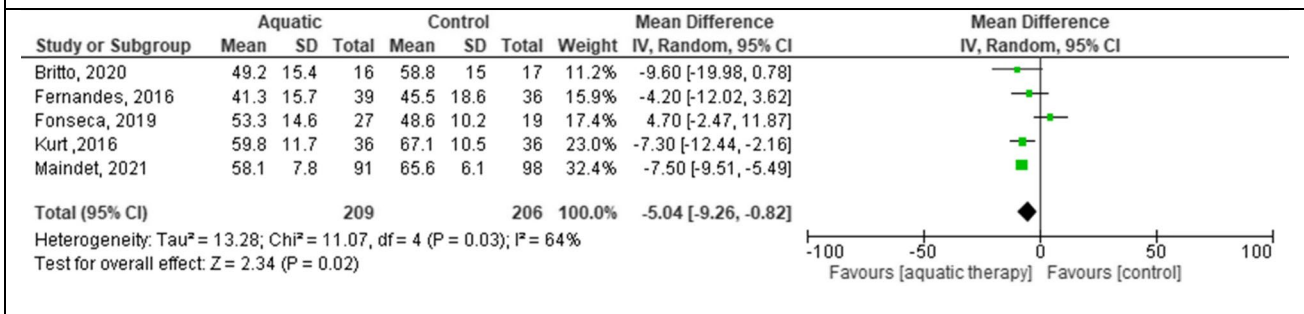 Aquatic Control Mean Difference Mean Difference
Study or Subgroup Mean SD Total Mean SD Total Weight IV, Random, 95% CI IV, Random, 95% CI
Britto, 2020 49.2 15.4 16 58.8 15 17 11.2% -9.60 [-19.98, 0.78]
Fernandes, 2016 41.3 15.7 39 45.5 18.6 36 15.9% -4.20 [-12.02, 3.62]
Fonseca, 2019 53.3 14.6 27 48.6 10.2 19 17.4% 4.70 [-2.47, 11.87]
Kurt ,2016 59.8 11.7 36 67.1 10.5 36 23.0% -7.30 [-12.44, -2.16]
Maindet, 2021 58.1 7.8 91 65.6 6.1 98 32.4% -7.50 [-9.51, -5.49]
Total (95% CI) 209 206 100.0% -5.04 [-9.26, -0.82]
Heterogeneity: Tau² = 13.28; Chi² = 11.07, df = 4 (P = 0.03); I² = 64%
Test for overall effect: Z = 2.34 (P = 0.02)
-100 -50 0 50 100
Favours [aquatic therapy] Favours [control]